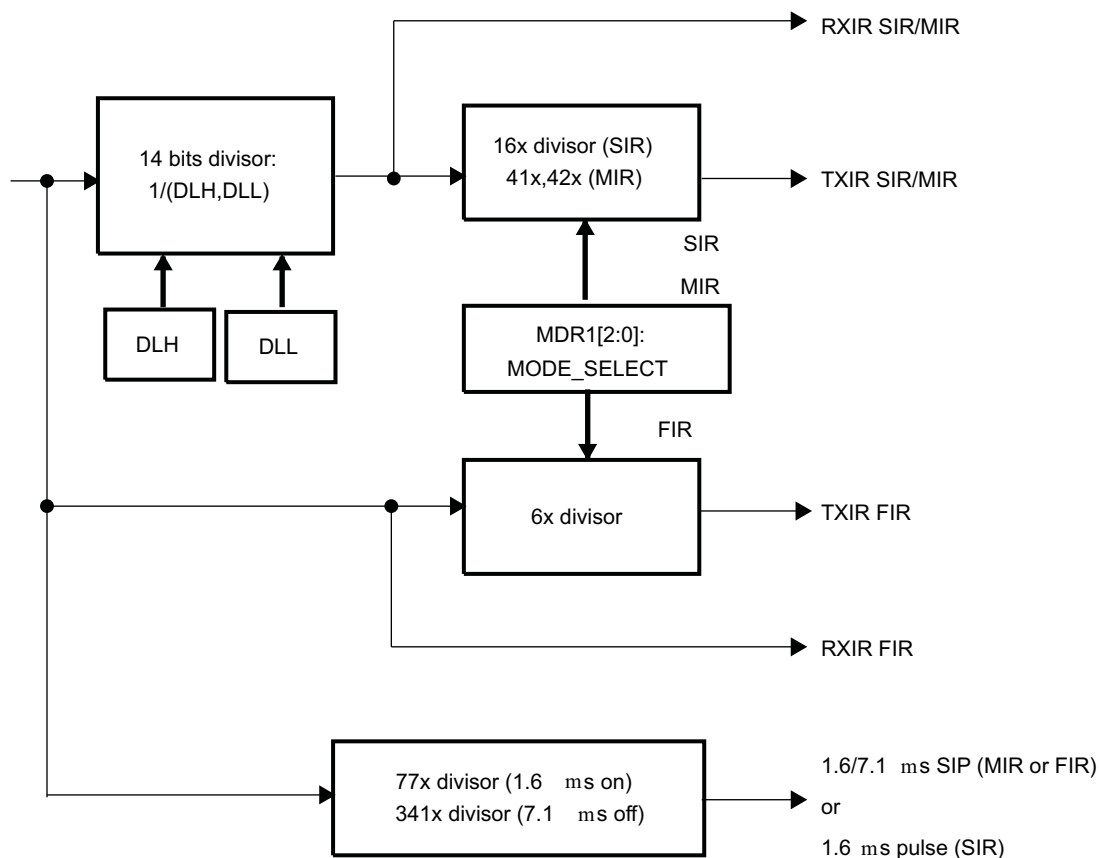 RXIR SIR/MIR
14 bits divisor:
1/(DLH,DLL)
16x divisor (SIR)
41x,42x (MIR)
TXIR SIR/MIR
SIR
MIR
DLH
DLL
MDR1[2:0]:
MODE_SELECT
FIR
6x divisor
TXIR FIR
RXIR FIR
77x divisor (1.6 ms on)
341x divisor (7.1 ms off)
1.6/7.1 ms SIP (MIR or FIR)
or
1.6 ms pulse (SIR)